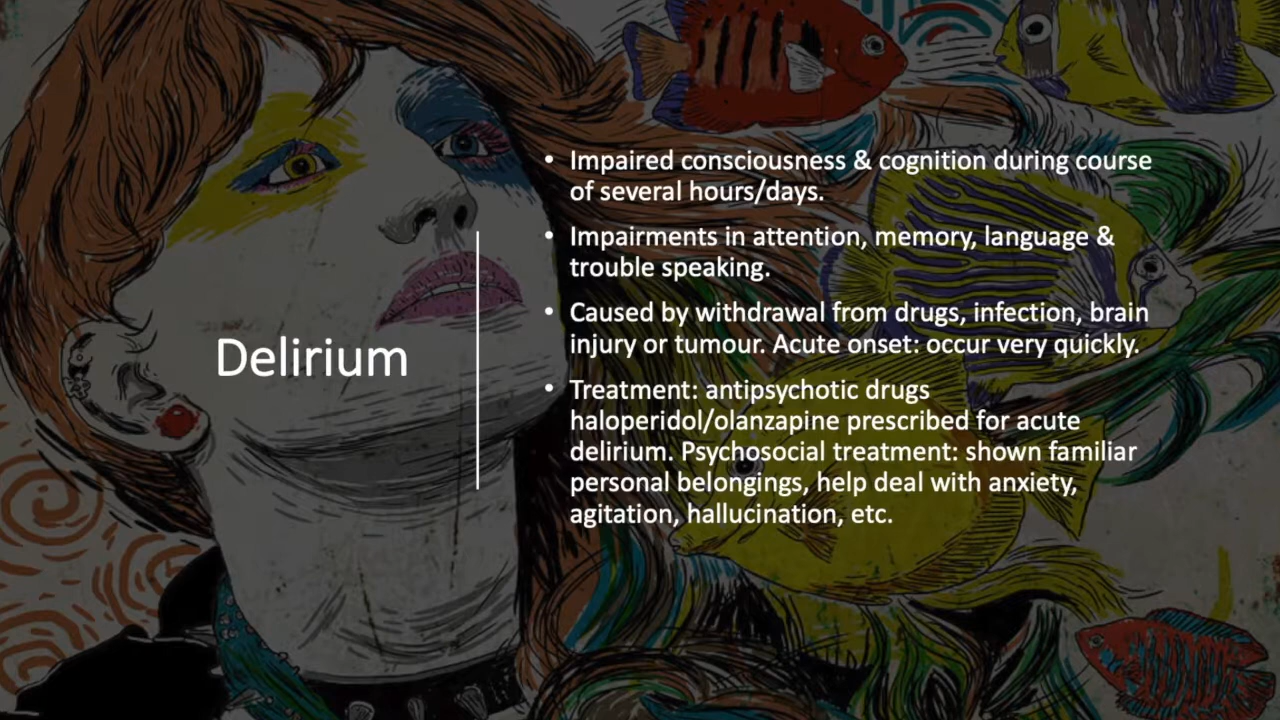 Delirium
• Impaired consciousness & cognition during course
of several hours/days.
• Impairments in attention, memory, language &
trouble speaking.
• Caused by withdrawal from drugs, infection, brain
injury or tumour. Acute onset: occur very quickly.
• Treatment: antipsychotic drugs
haloperidol/olanzapine prescribed for acute
delirium. Psychosocial treatment: shown familiar
personal belongings, help deal with anxiety,
agitation, hallucination, etc.